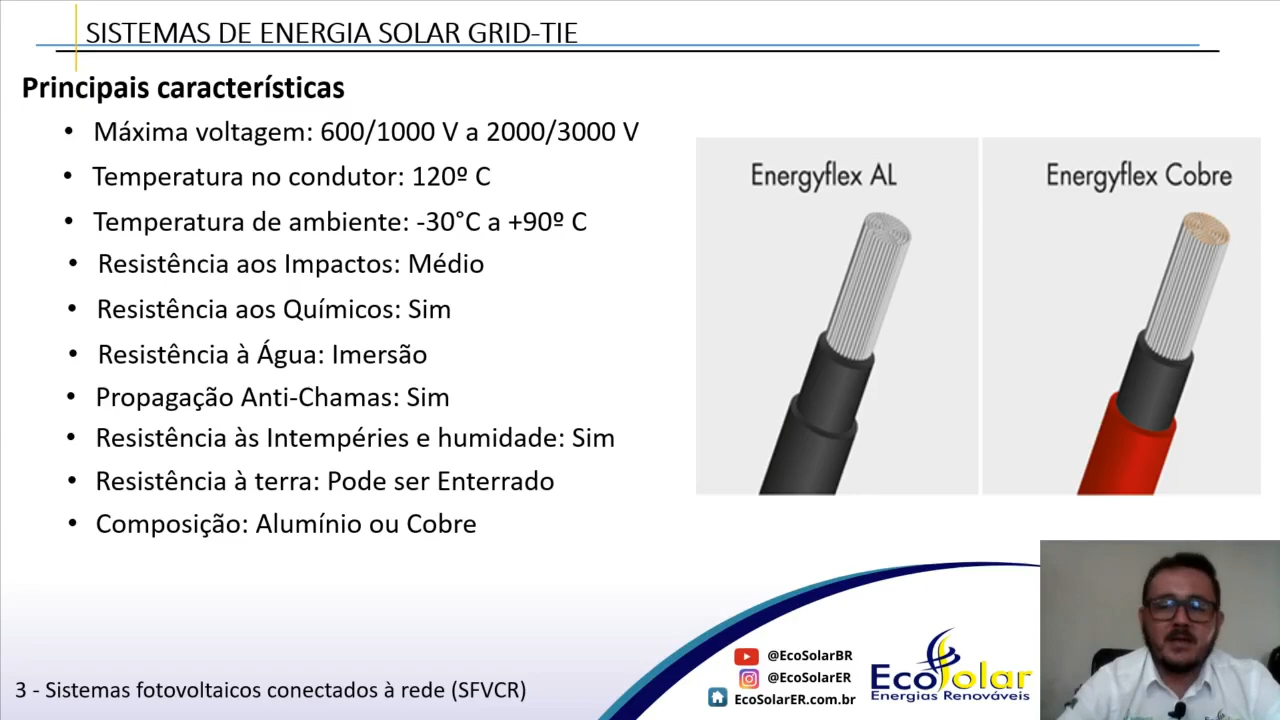 SISTEMAS DE ENERGIA SOLAR GRID-TIE
Principais características
• Máxima voltagem: 600/1000 V a 2000/3000 V
• Temperatura no condutor: 120º C
• Temperatura de ambiente: -30°C a +90º C
• Resistência aos Impactos: Médio
• Resistência aos Químicos: Sim
• Resistência à Água: Imersão
• Propagação Anti-Chamas: Sim
• Resistência às Intempéries e humidade: Sim
• Resistência à terra: Pode ser Enterrado
• Composição: Alumínio ou Cobre
Energyflex AL
Energyflex Cobre
@EcoSolarBR
@EcoSolarER
EcoSolarER.com.br
EcoSolar
Energias Renováveis
3 - Sistemas fotovoltaicos conectados à rede (SFVCR)